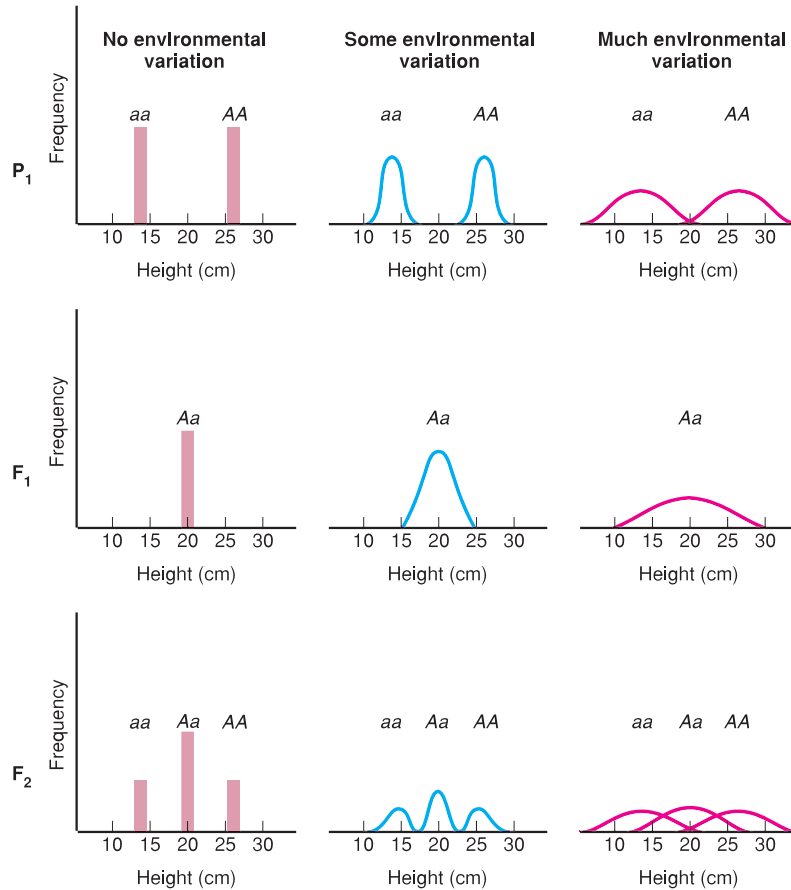 No environmental variation
Some environmental variation
Much environmental variation
P1
Frequency
aa AA
10 15 20 25 30
Height (cm)
aa AA
10 15 20 25 30
Height (cm)
aa AA
10 15 20 25 30
Height (cm)
F1
Frequency
Aa
10 15 20 25 30
Height (cm)
Aa
10 15 20 25 30
Height (cm)
Aa
10 15 20 25 30
Height (cm)
F2
Frequency
aa Aa AA
10 15 20 25 30
Height (cm)
aa Aa AA
10 15 20 25 30
Height (cm)
aa Aa AA
10 15 20 25 30
Height (cm)